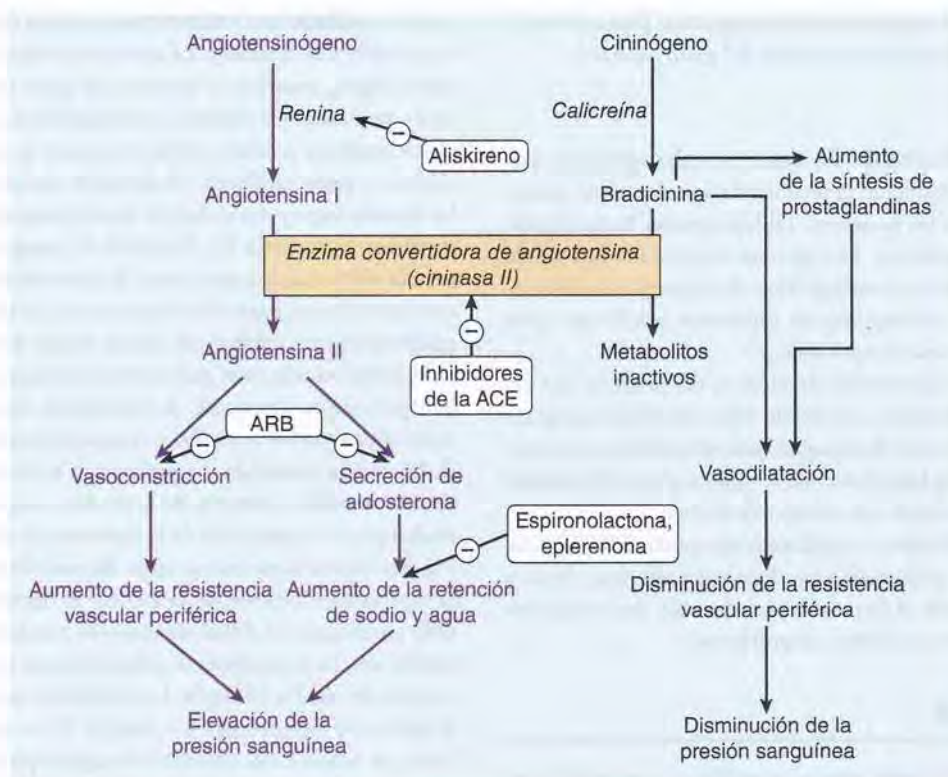 Angiotensinógeno
Cininógeno
Renina
Calicreína
Aliskireno
Aumento
de la síntesis de
prostaglandinas
Angiotensina I
Bradicinina
Enzima convertidora de angiotensina
(cininasa II)
Angiotensina II
Inhibidores
de la ACE
Metabolitos
inactivos
ARB
Vasoconstricción
Secreción de
aldosterona
Vasodilatación
Espironolactona,
eplerenona
Aumento de la resistencia
vascular periférica
Aumento de la retención
de sodio y agua
Disminución de la resistencia
vascular periférica
Elevación de la
presión sanguínea
Disminución de la
presión sanguínea